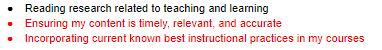 ● Reading research related to teaching and learning
● Ensuring my content is timely, relevant, and accurate
● Incorporating current known best instructional practices in my courses